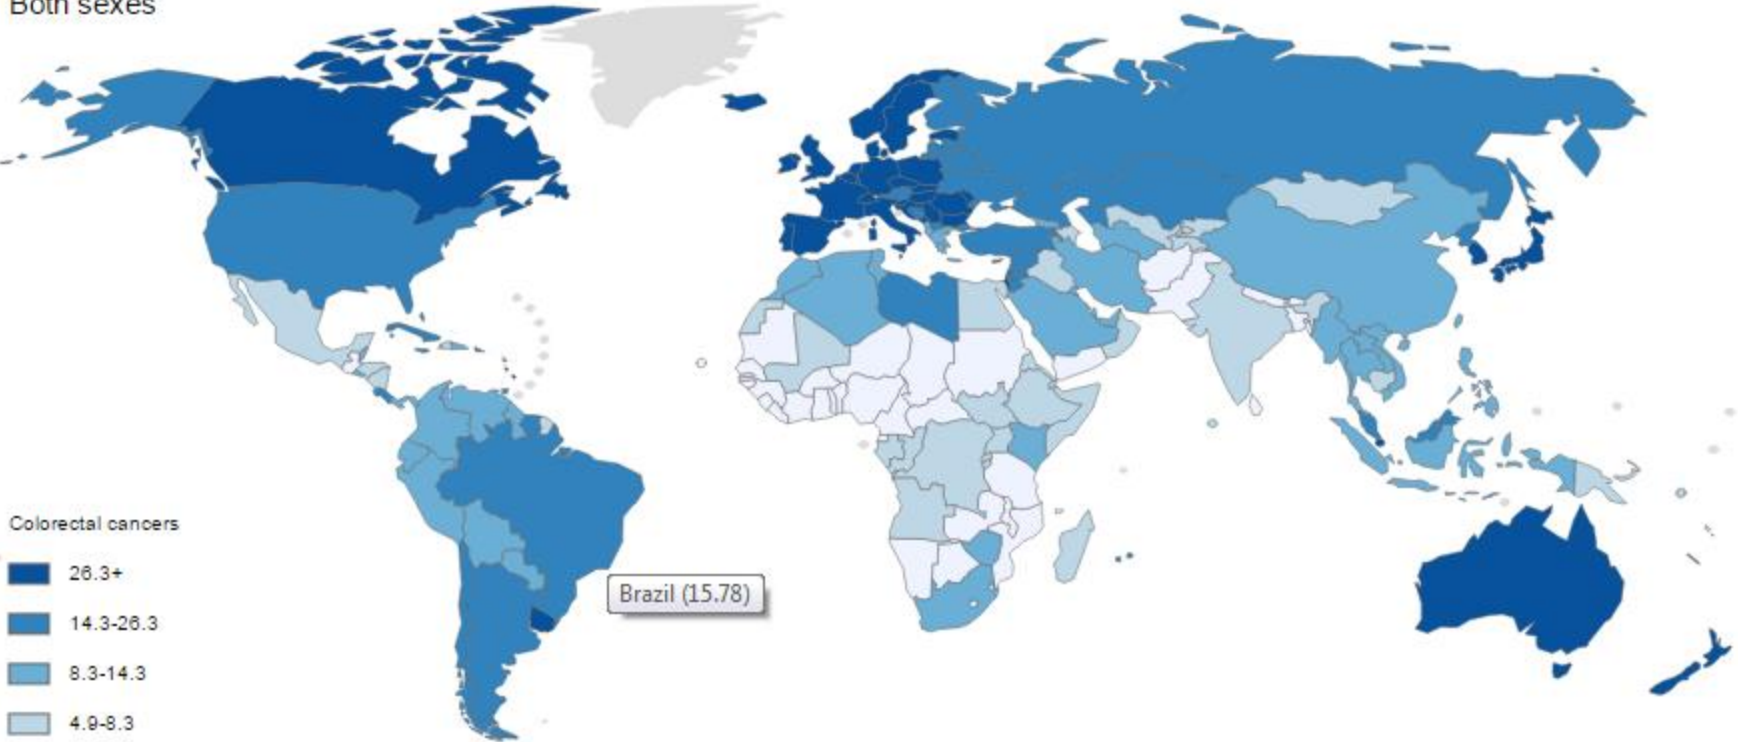 Both sexes
Brazil (15.78)
Colorectal cancers
26.3+
14.3-26.3
8.3-14.3
4.9-8.3